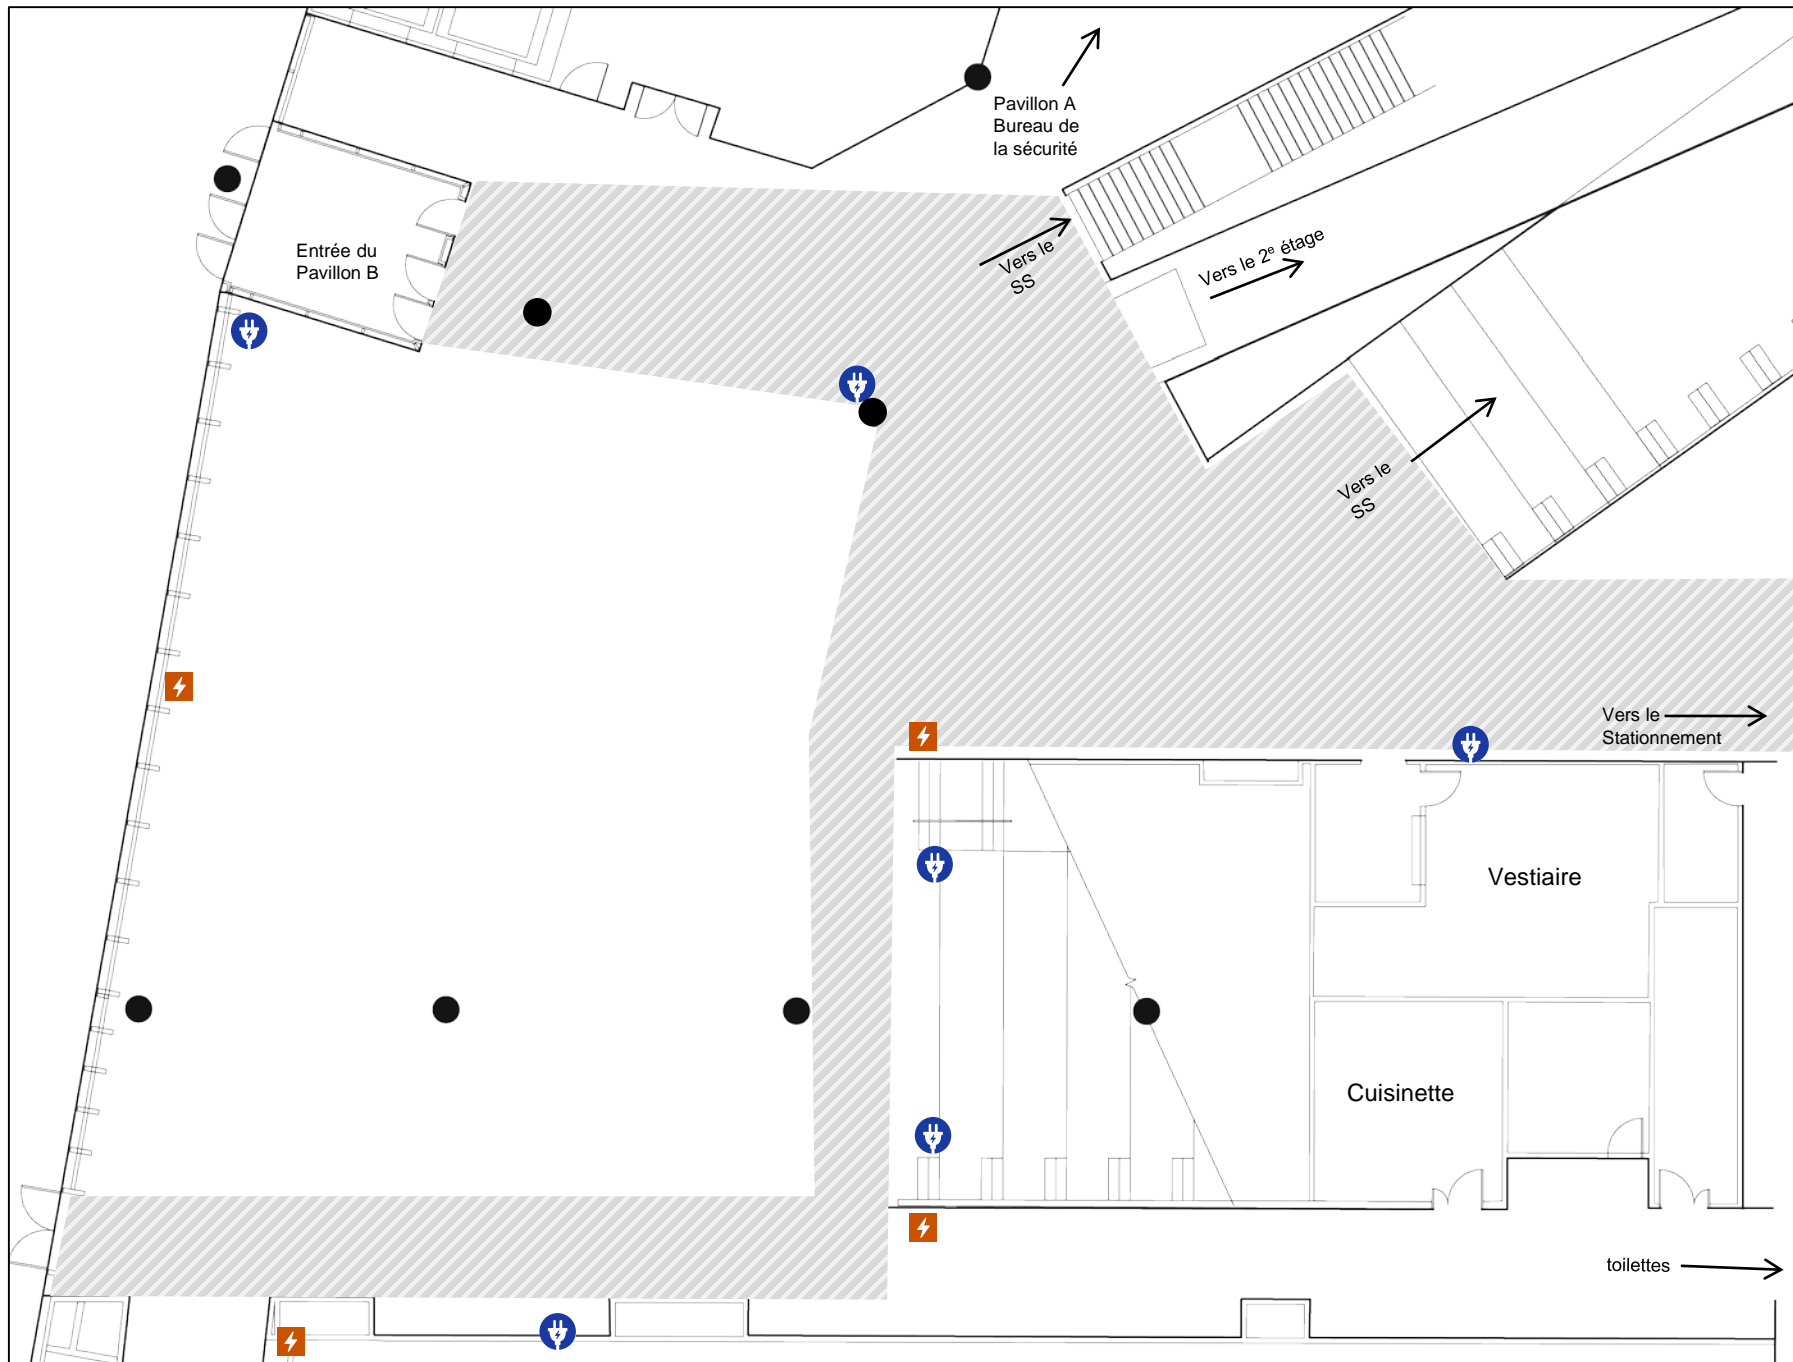 Pavillon A
Bureau de
la sécurité
Entrée du
Pavillon B
Vers le
SS
Vers le 2e étage
Vers le
SS
Vers le
Stationnement
Vestiaire
Cuisinette
toilettes